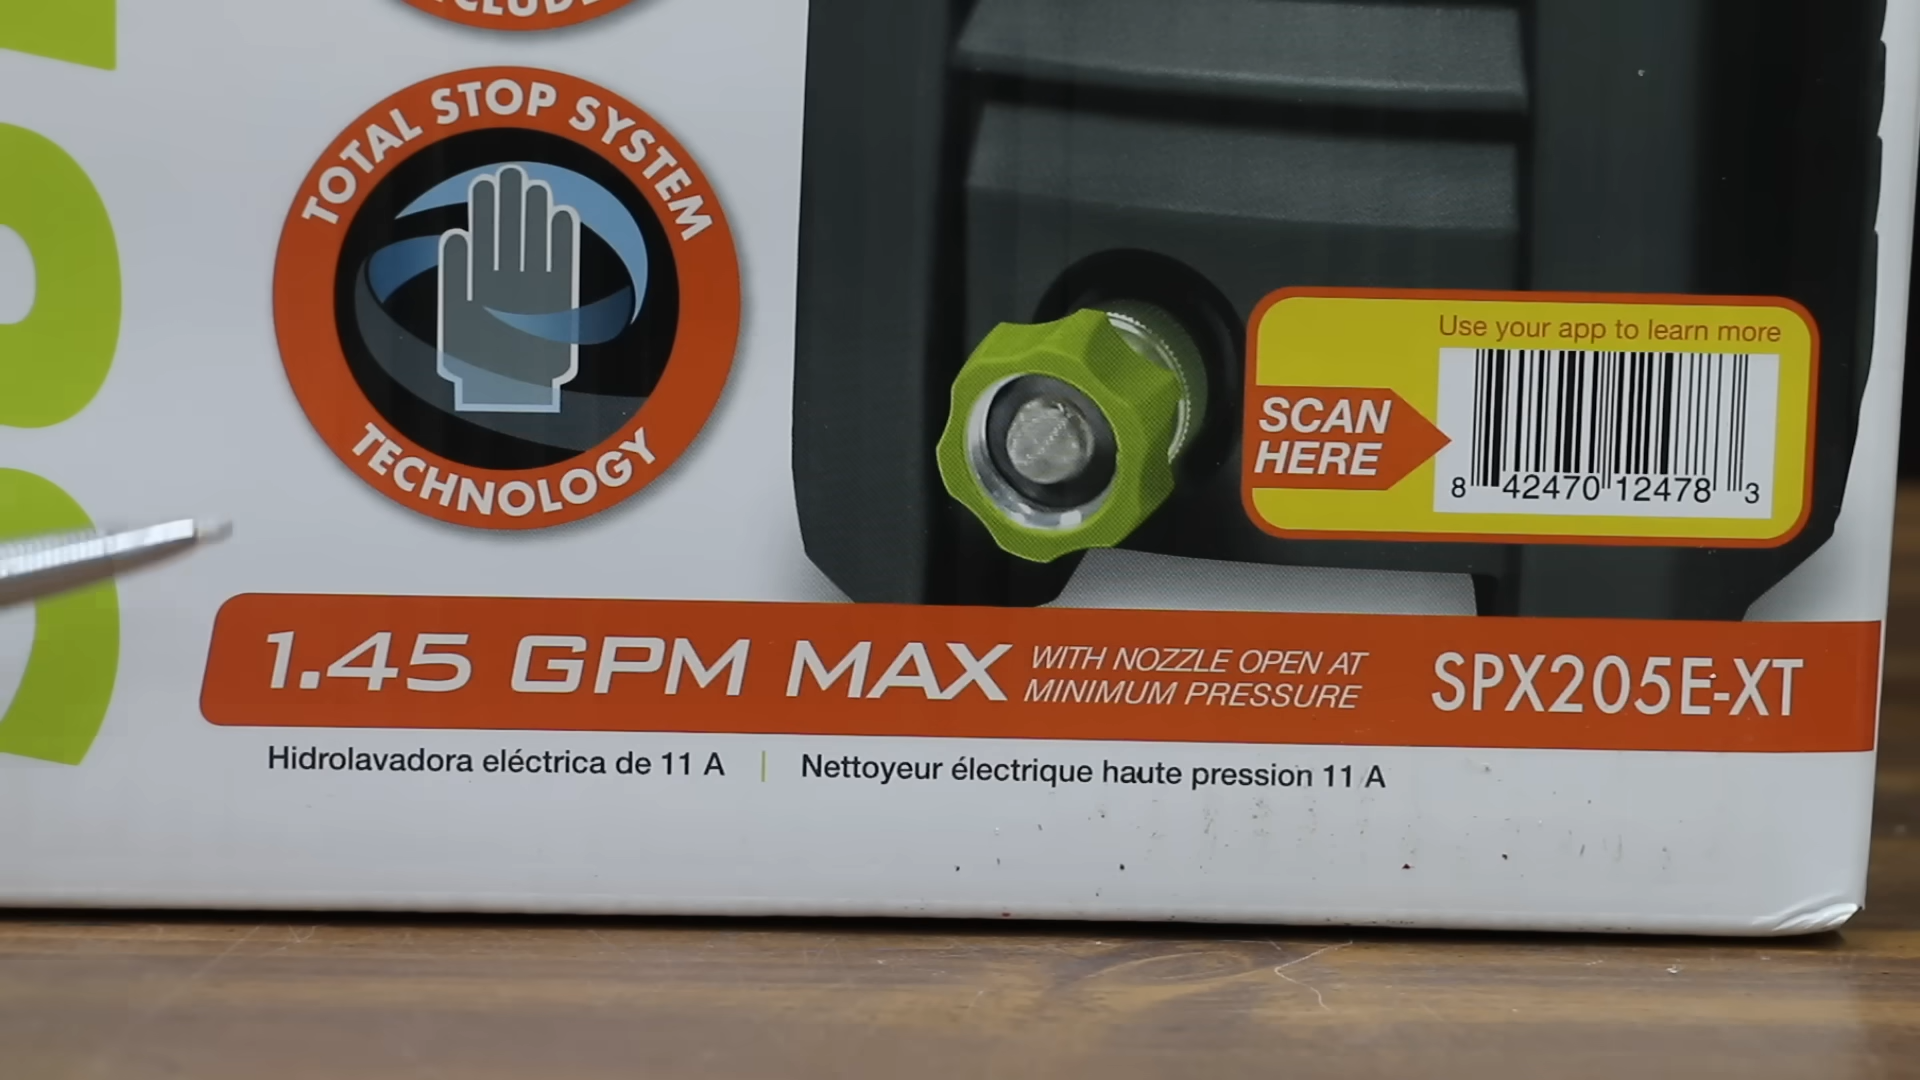 TOTAL STOP SYSTEM
TECHNOLOGY
Use your app to learn more
SCAN
HERE
8 42470 12478 3
1.45 GPM MAX
WITH NOZZLE OPEN AT
MINIMUM PRESSURE
SPX205E-XT
Hidrolavadora eléctrica de 11 A | Nettoyeur électrique haute pression 11 A